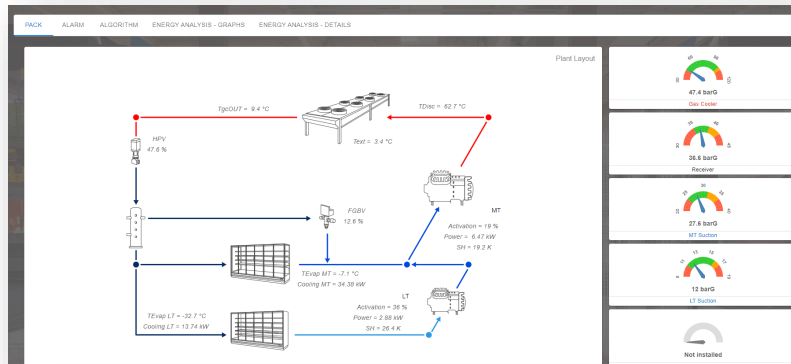 PACK ALARM ALGORITHM ENERGY ANALYSIS - GRAPHS ENERGY ANALYSIS - DETAILS
Plant Layout
TgcOUT = 9.4 °C
TDisc = 62.7 °C
HPV
47.6 %
Text = 3.4 °C
FGBV
12.6 %
MT
Activation = 19 %
Power = 6.47 kW
SH = 19.2 K
TEvap MT = -7.1 °C
Cooling MT = 34.38 kW
LT
Activation = 36 %
Power = 2.88 kW
SH = 26.4 K
TEvap LT = -32.7 °C
Cooling LT = 13.74 kW
47.4 barG
Gas Cooler
36.6 barG
Receiver
27.6 barG
MT Suction
12 barG
LT Suction
Not installed